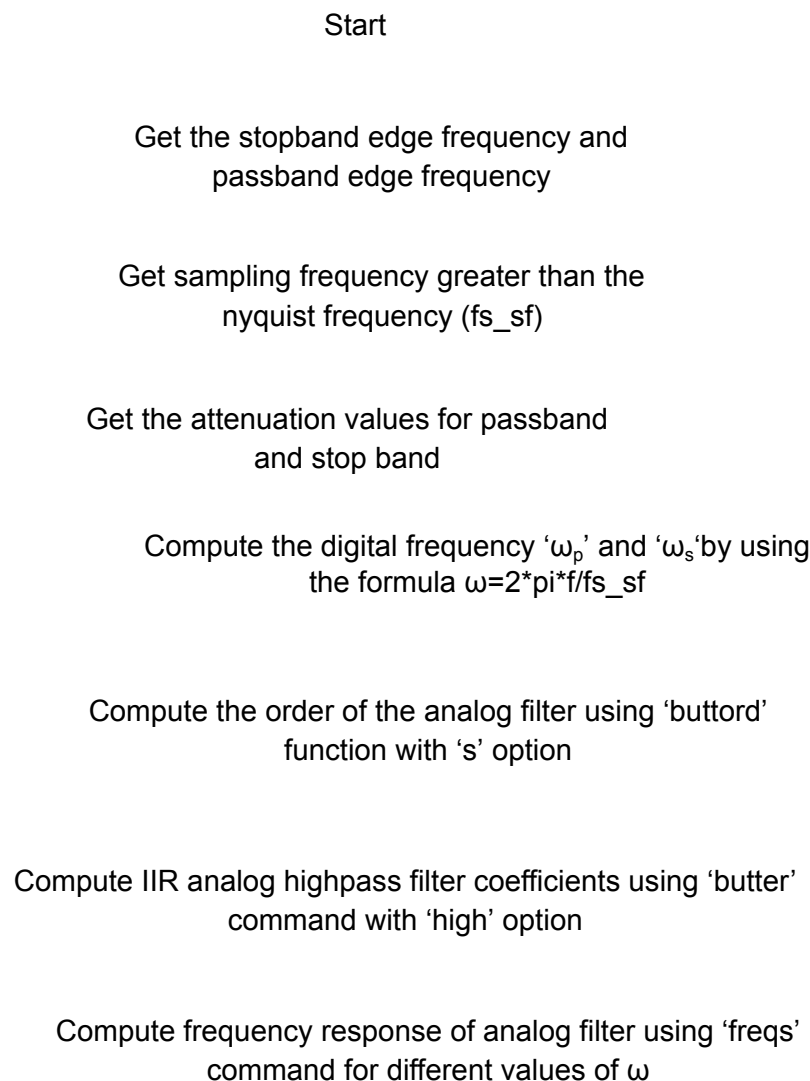 Start
Get the stopband edge frequency and
passband edge frequency
Get sampling frequency greater than the
nyquist frequency (fs_sf)
Get the attenuation values for passband
and stop band
Compute the digital frequency ‘ωₚ’ and ‘ωₛ‘by using
the formula ω=2*pi*f/fs_sf
Compute the order of the analog filter using ‘buttord’
function with ‘s’ option
Compute IIR analog highpass filter coefficients using ‘butter’
command with ‘high’ option
Compute frequency response of analog filter using ‘freqs’
command for different values of ω